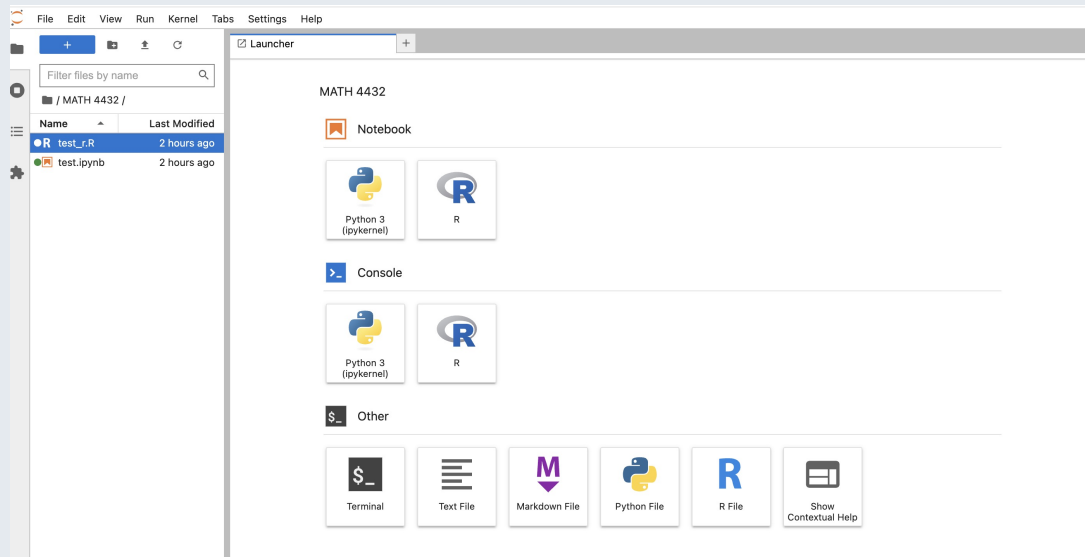 File Edit View Run Kernel Tabs Settings Help
+
Launcher +
Filter files by name
/ MATH 4432 /
Name Last Modified
R test_r.R 2 hours ago
test.ipynb 2 hours ago
MATH 4432
Notebook
Python 3
(ipykernel)
R
R
>_ Console
Python 3
(ipykernel)
R
R
$_ Other
$_
Terminal
Text File
M
Markdown File
Python File
R
R File
Show
Contextual Help